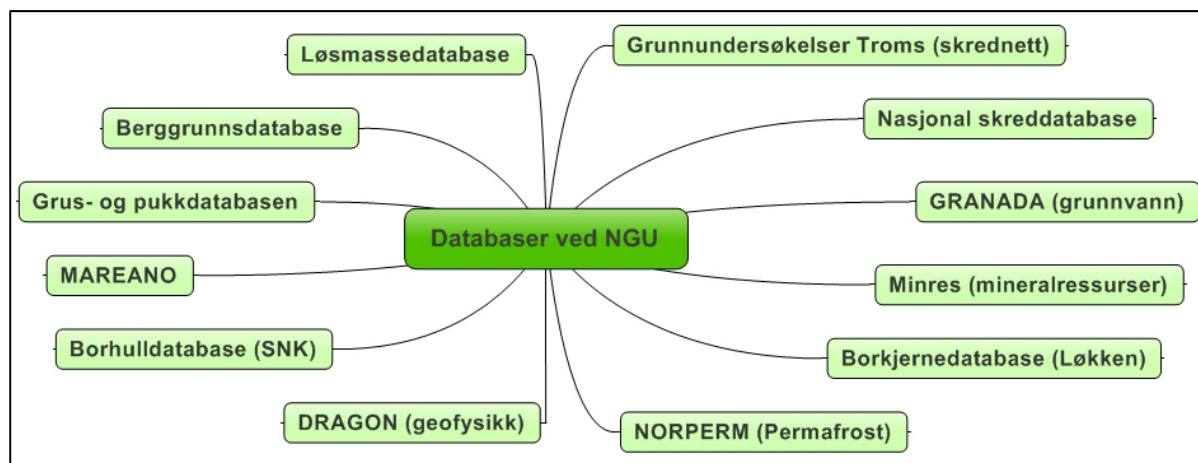 Løsmassedatabase
Grunnundersøkelser Troms (skrednett)
Berggrunnsdatabase
Nasjonal skreddatabase
Grus- og pukkdatabasen
GRANADA (grunnvann)
Databaser ved NGU
MAREANO
Minres (mineralressurser)
Borhulldatabase (SNK)
Borkjernedatabase (Løkken)
DRAGON (geofysikk)
NORPERM (Permafrost)